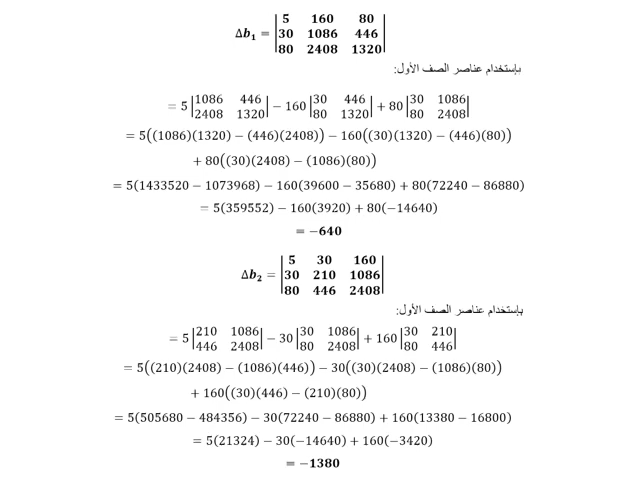 Δb₁ = |5 160 80|
|30 1086 446|
|80 2408 1320|
بإستخدام عناصر الصف الأول:
= 5 |1086 446| − 160 |30 446| + 80 |30 1086|
|2408 1320| |80 1320| |80 2408|
= 5((1086)(1320) − (446)(2408)) − 160((30)(1320) − (446)(80))
+ 80((30)(2408) − (1086)(80))
= 5(1433520 − 1073968) − 160(39600 − 35680) + 80(72240 − 86880)
= 5(359552) − 160(3920) + 80(−14640)
= −640
Δb₂ = |5 30 160|
|30 210 1086|
|80 446 2408|
بإستخدام عناصر الصف الأول:
= 5 |210 1086| − 30 |30 1086| + 160 |30 210|
|446 2408| |80 2408| |80 446|
= 5((210)(2408) − (1086)(446)) − 30((30)(2408) − (1086)(80))
+ 160((30)(446) − (210)(80))
= 5(505680 − 484356) − 30(72240 − 86880) + 160(13380 − 16800)
= 5(21324) − 30(−14640) + 160(−3420)
= −1380